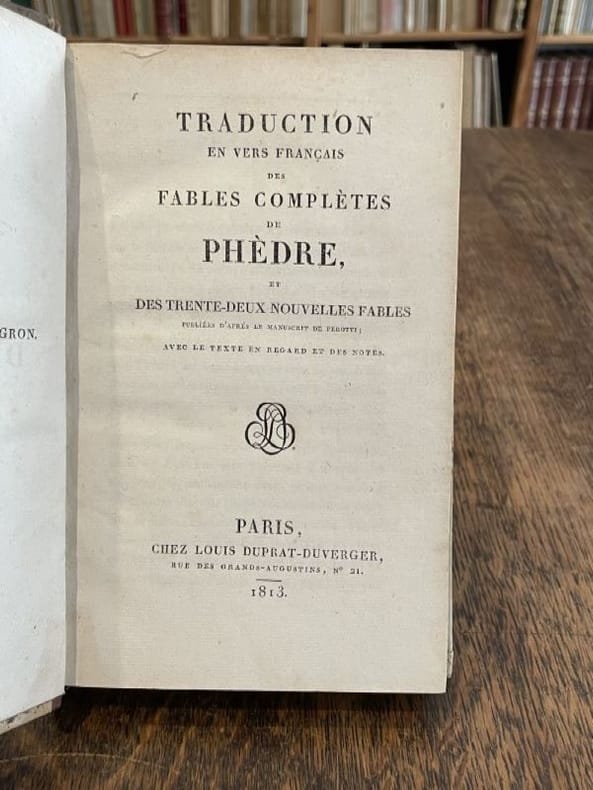 GRON.
TRADUCTION
EN VERS FRANÇAIS
DES
FABLES COMPLÈTES
DE
PHÈDRE,
ET
DES TRENTE-DEUX NOUVELLES FABLES
PUBLIÉES D'APRÉS LE MANUSCRIT DE PEROTTI;
AVEC LE TEXTE EN REGARD ET DES NOTES.
PARIS,
CHEZ LOUIS DUPRAT-DUVERGER,
RUE DES GRANDS-AUGUSTINS, Nº 21.
1813.